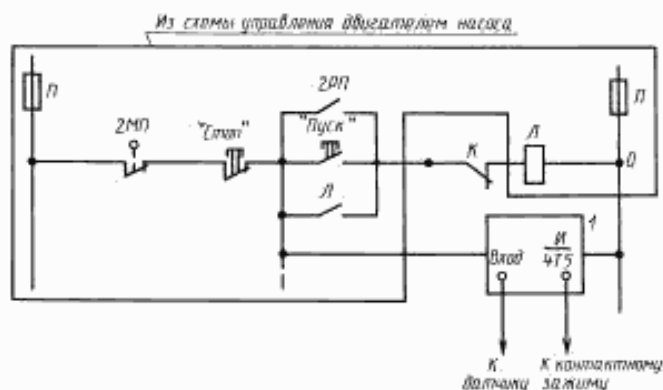 Из схемы управления двигателем насоса
П
2МП
"Стоп"
2РП
"Пуск"
Л
К
Л
П
0
1
Вход
И
4Т5
К датчику
К контактному зажиму